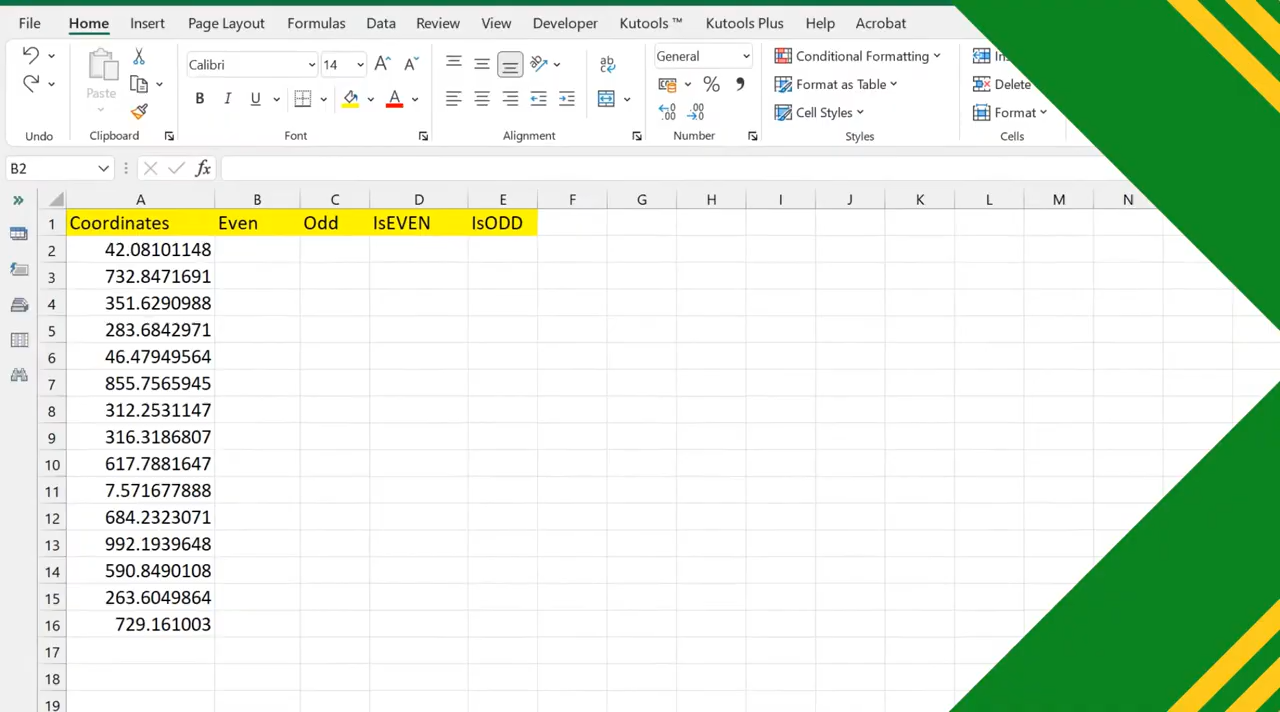 File Home Insert Page Layout Formulas Data Review View Developer Kutools ™ Kutools Plus Help Acrobat
Calibri 14 General Conditional Formatting
Paste Format as Table Delete
B I U Cell Styles Format
Undo Clipboard Font Alignment Number Styles Cells
B2 fx
A B C D E F G H I J K L M N
1 Coordinates Even Odd IsEVEN IsODD
2 42.08101148
3 732.8471691
4 351.6290988
5 283.6842971
6 46.47949564
7 855.7565945
8 312.2531147
9 316.3186807
10 617.7881647
11 7.571677888
12 684.2323071
13 992.1939648
14 590.8490108
15 263.6049864
16 729.161003
17
18
19